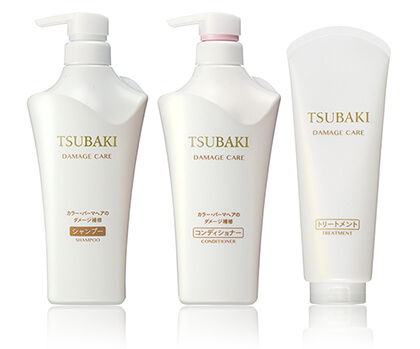 TSUBAKI
DAMAGE CARE
カラー・パーマヘアの
ダメージ補修
シャンプー
SHAMPOO
TSUBAKI
DAMAGE CARE
カラー・パーマヘアの
ダメージ補修
コンディショナー
CONDITIONER
TSUBAKI
DAMAGE CARE
トリートメント
TREATMENT